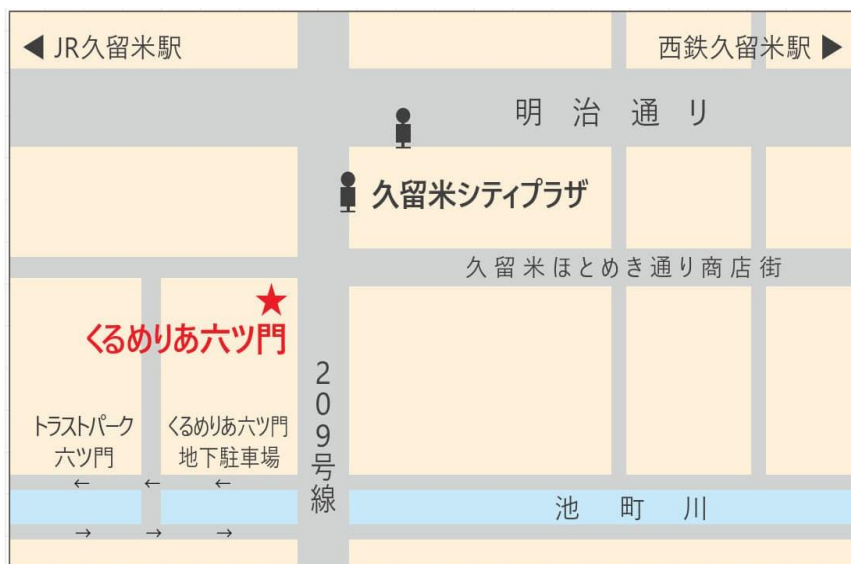 ◀ JR久留米駅
西鉄久留米駅 ▶
明治通り
久留米シティプラザ
久留米ほとめき通り商店街
★
くるめりあ六ツ門
209号線
トラストパーク
六ツ門
くるめりあ六ツ門
地下駐車場
← ← ←
池町川
→ → →